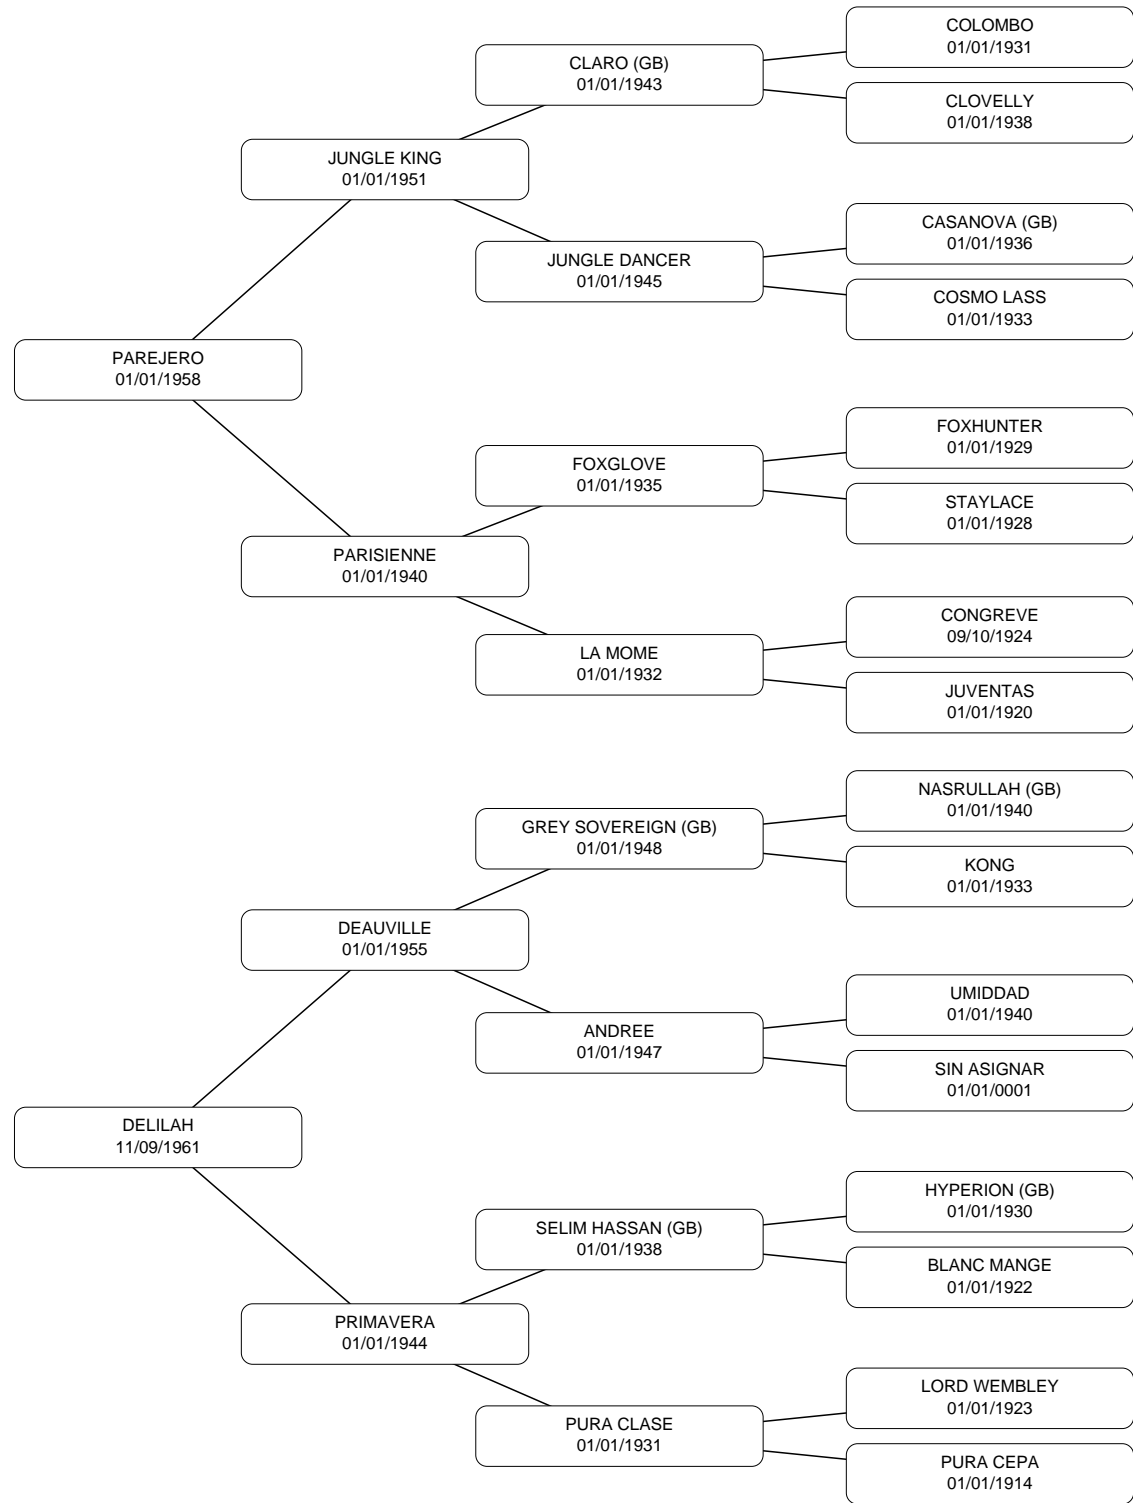 COLOMBO
01/01/1931
CLARO (GB)
01/01/1943
CLOVELLY
01/01/1938
JUNGLE KING
01/01/1951
CASANOVA (GB)
01/01/1936
JUNGLE DANCER
01/01/1945
COSMO LASS
01/01/1933
PAREJERO
01/01/1958
FOXHUNTER
01/01/1929
FOXGLOVE
01/01/1935
STAYLACE
01/01/1928
PARISIENNE
01/01/1940
CONGREVE
09/10/1924
LA MOME
01/01/1932
JUVENTAS
01/01/1920
NASRULLAH (GB)
01/01/1940
GREY SOVEREIGN (GB)
01/01/1948
KONG
01/01/1933
DEAUVILLE
01/01/1955
UMIDDAD
01/01/1940
ANDREE
01/01/1947
SIN ASIGNAR
01/01/0001
DELILAH
11/09/1961
HYPERION (GB)
01/01/1930
SELIM HASSAN (GB)
01/01/1938
BLANC MANGE
01/01/1922
PRIMAVERA
01/01/1944
LORD WEMBLEY
01/01/1923
PURA CLASE
01/01/1931
PURA CEPA
01/01/1914